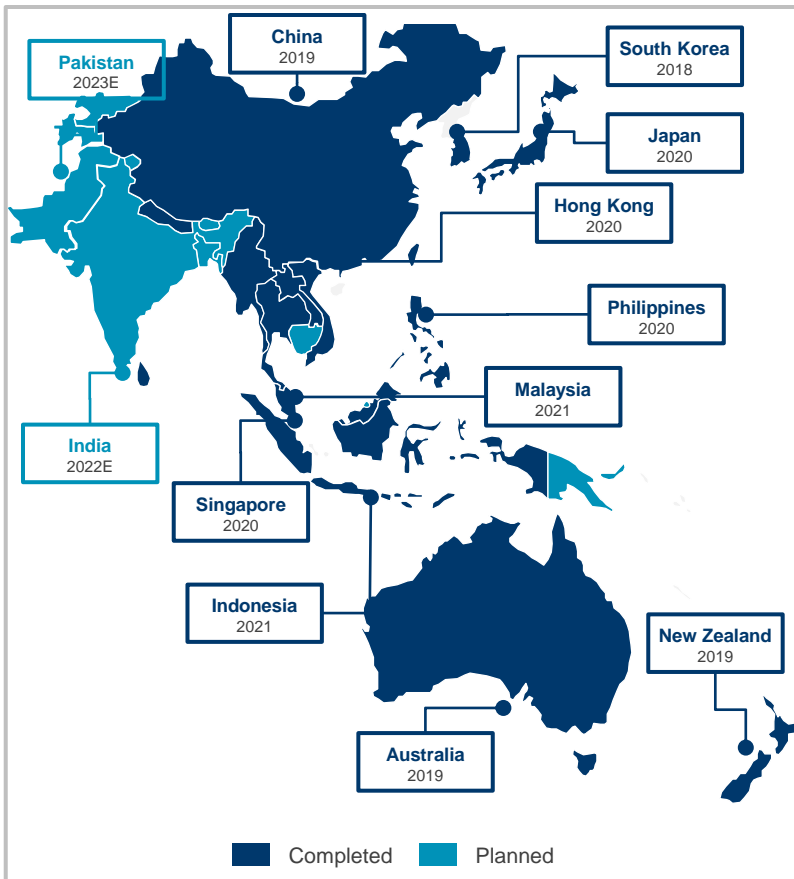 China
2019
South Korea
2018
Pakistan
2023E
Japan
2020
Hong Kong
2020
Philippines
2020
Malaysia
2021
India
2022E
Singapore
2020
Indonesia
2021
New Zealand
2019
Australia
2019
Completed
Planned